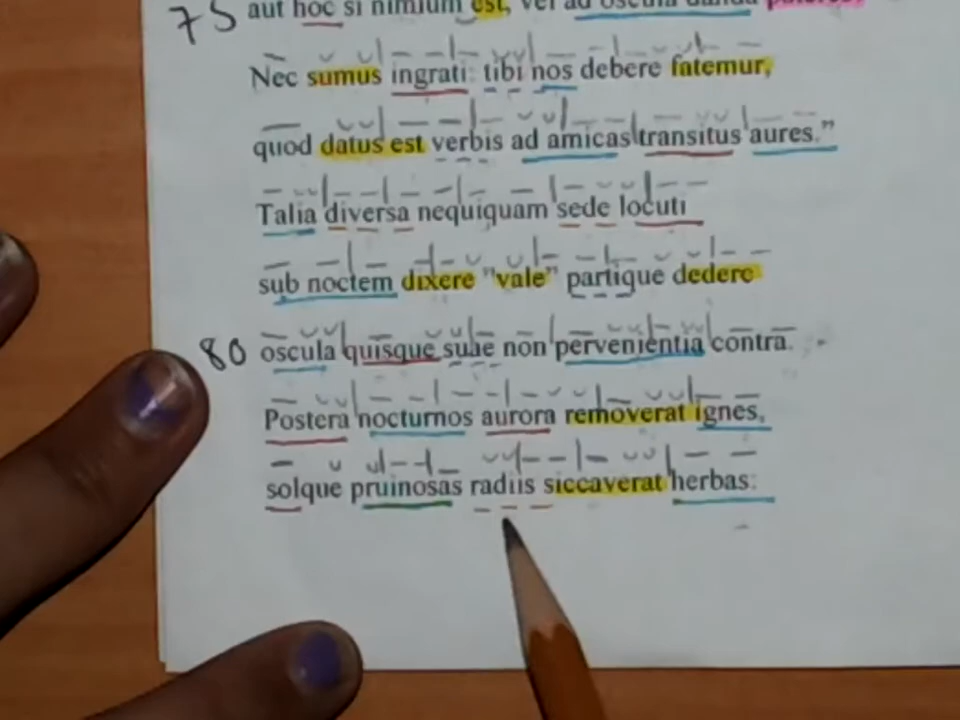 75 aut hoc si nimium est, vel ad oscula danda
Nec sumus ingrati: tibi nos debere fatemur,
quod datus est verbis ad amicas transitus aures.”
Talia diversa nequiquam sede locuti
sub noctem dixere "vale" partique dedere
80 oscula quisque suae non pervenientia contra.
Postera nocturnos aurora removerat ignes,
solque pruinosas radiis siccaverat herbas: